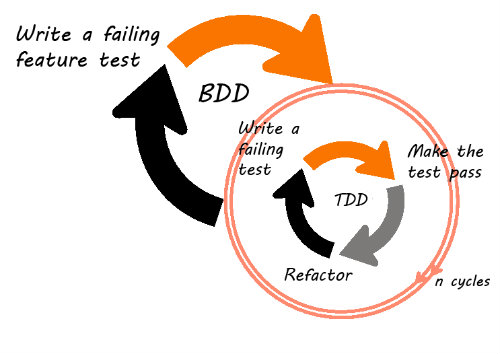 Write a failing
feature test
BDD
Write a
failing
test
Make the
test pass
TDD
Refactor
n cycles